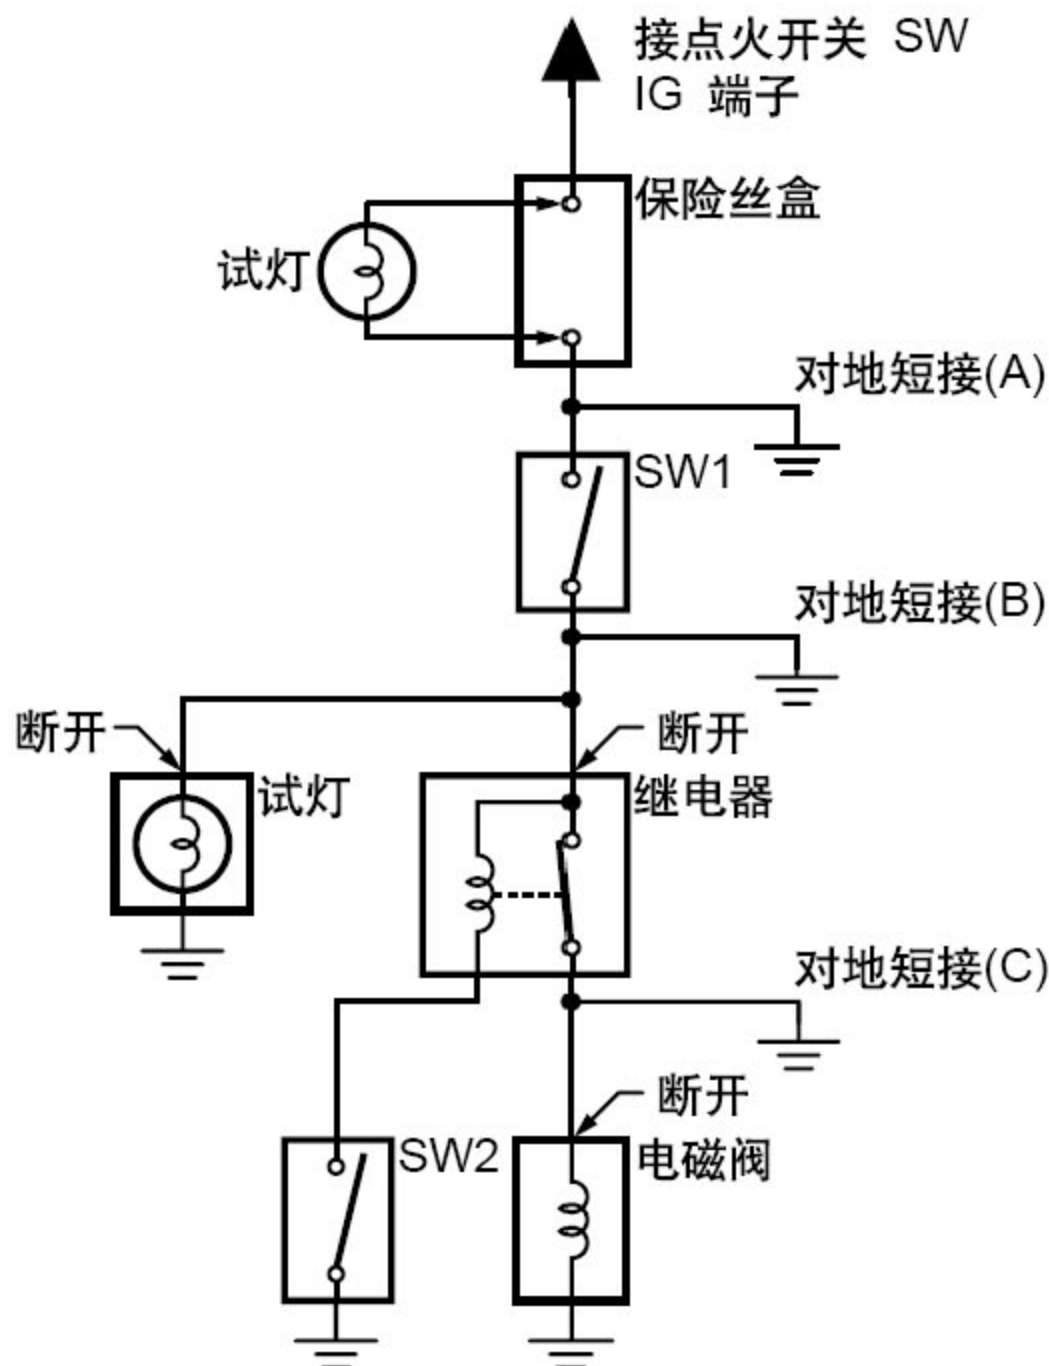 接点火开关 SW
IG 端子
保险丝盒
试灯
对地短接(A)
SW1
对地短接(B)
断开
断开
试灯
继电器
对地短接(C)
断开
SW2
电磁阀